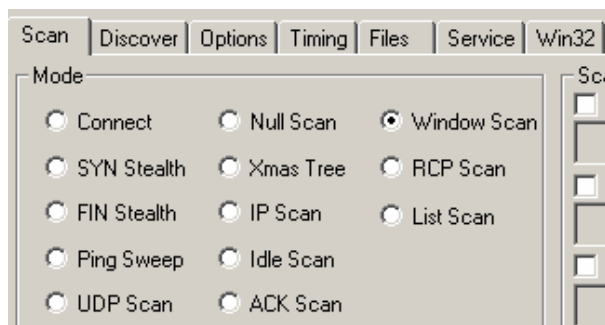 Scan Discover Options Timing Files Service Win32
Mode
Connect Null Scan Window Scan
SYN Stealth Xmas Tree RCP Scan
FIN Stealth IP Scan List Scan
Ping Sweep Idle Scan
UDP Scan ACK Scan